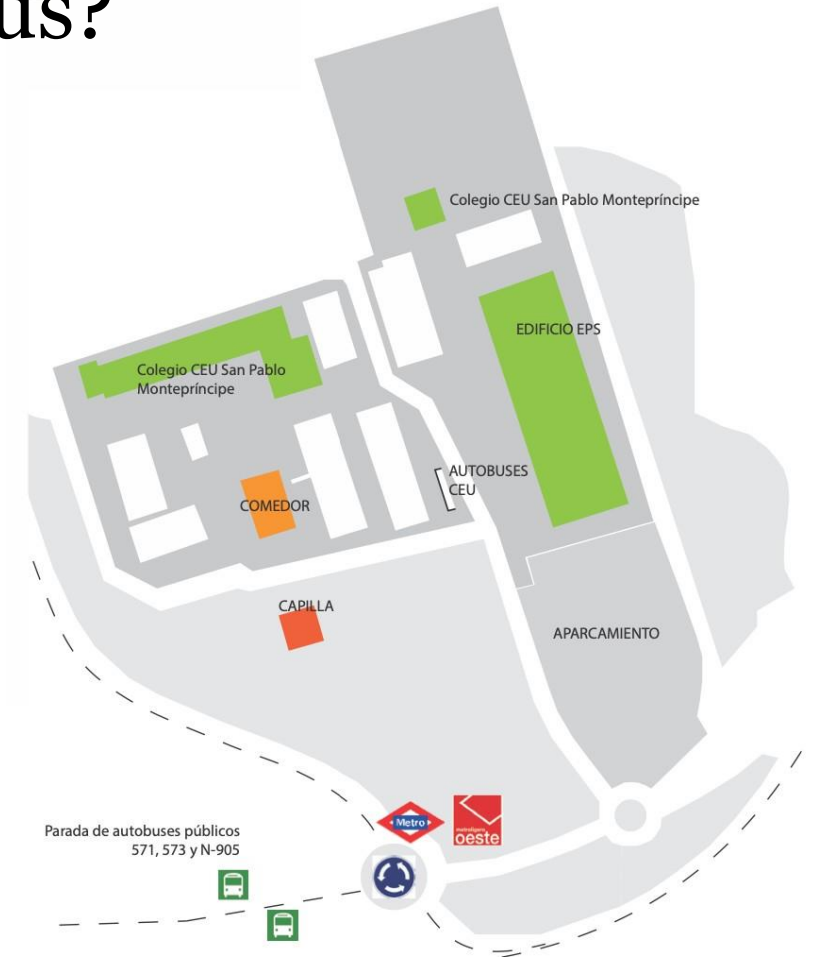 us?
Colegio CEU San Pablo Montepríncipe
EDIFICIO EPS
Colegio CEU San Pablo
Montepríncipe
AUTOBUSES
CEU
COMEDOR
CAPILLA
APARCAMIENTO
Metro
metroligero
oeste
Parada de autobuses públicos
571, 573 y N-905